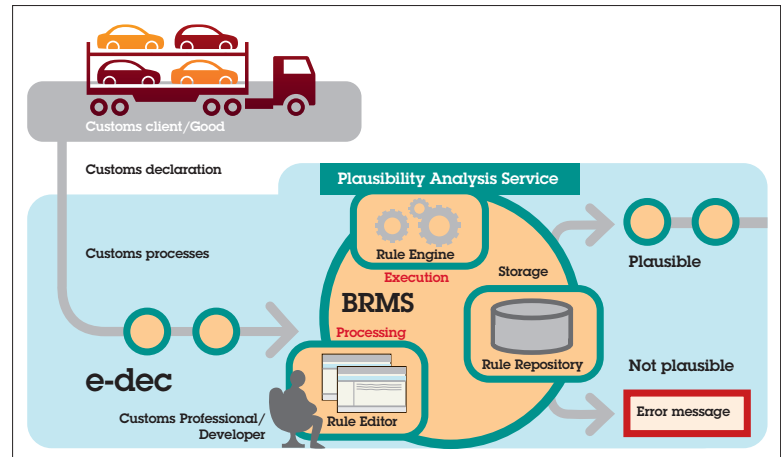 Customs client/Good
Customs declaration
Plausibility Analysis Service
Customs processes
Rule Engine
Execution
Storage
Plausible
BRMS
Processing
Rule Repository
Not plausible
e-dec
Customs Professional/
Developer
Rule Editor
Error message